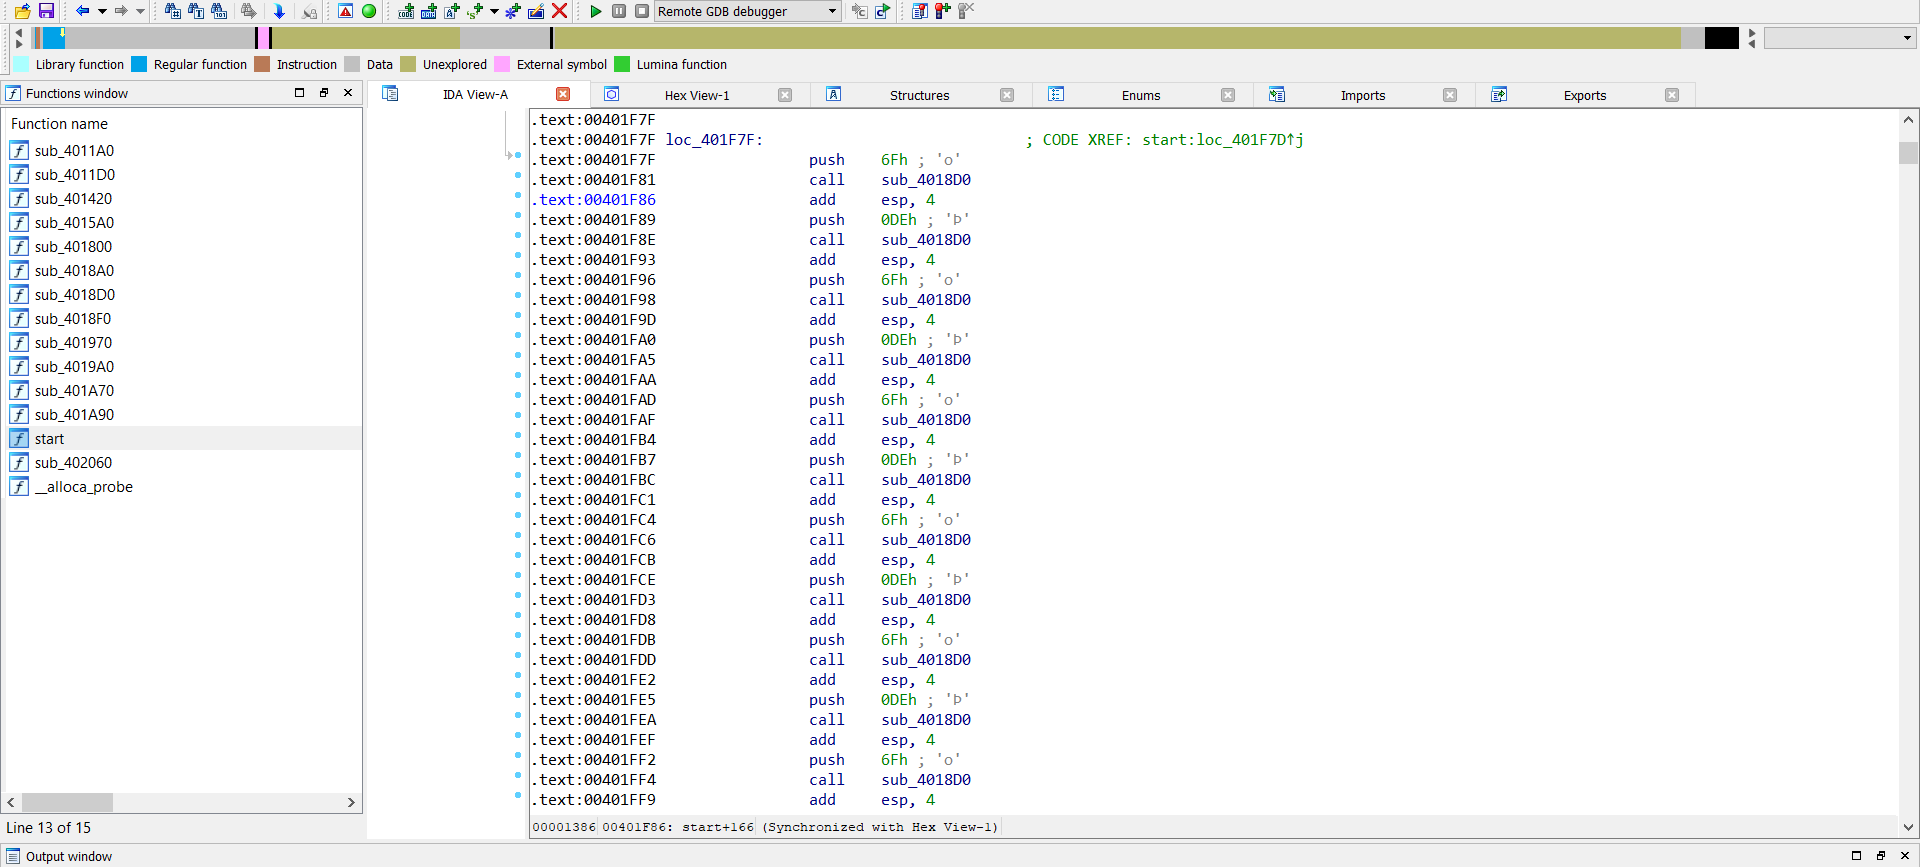 Remote GDB debugger
Library function Regular function Instruction Data Unexplored External symbol Lumina function
Functions window
IDA View-A Hex View-1 Structures Enums Imports Exports
Function name
sub_4011A0
sub_4011D0
sub_401420
sub_4015A0
sub_401800
sub_4018A0
sub_4018D0
sub_4018F0
sub_401970
sub_4019A0
sub_401A70
sub_401A90
start
sub_402060
__alloca_probe
Line 13 of 15
.text:00401F7F
.text:00401F7F loc_401F7F: ; CODE XREF: start:loc_401F7D↑j
.text:00401F7F push 6Fh ; 'o'
.text:00401F81 call sub_4018D0
.text:00401F86 add esp, 4
.text:00401F89 push 0DEh ; 'Þ'
.text:00401F8E call sub_4018D0
.text:00401F93 add esp, 4
.text:00401F96 push 6Fh ; 'o'
.text:00401F98 call sub_4018D0
.text:00401F9D add esp, 4
.text:00401FA0 push 0DEh ; 'Þ'
.text:00401FA5 call sub_4018D0
.text:00401FAA add esp, 4
.text:00401FAD push 6Fh ; 'o'
.text:00401FAF call sub_4018D0
.text:00401FB4 add esp, 4
.text:00401FB7 push 0DEh ; 'Þ'
.text:00401FBC call sub_4018D0
.text:00401FC1 add esp, 4
.text:00401FC4 push 6Fh ; 'o'
.text:00401FC6 call sub_4018D0
.text:00401FCB add esp, 4
.text:00401FCE push 0DEh ; 'Þ'
.text:00401FD3 call sub_4018D0
.text:00401FD8 add esp, 4
.text:00401FDB push 6Fh ; 'o'
.text:00401FDD call sub_4018D0
.text:00401FE2 add esp, 4
.text:00401FE5 push 0DEh ; 'Þ'
.text:00401FEA call sub_4018D0
.text:00401FEF add esp, 4
.text:00401FF2 push 6Fh ; 'o'
.text:00401FF4 call sub_4018D0
.text:00401FF9 add esp, 4
00001386 00401F86: start+166 (Synchronized with Hex View-1)
Output window